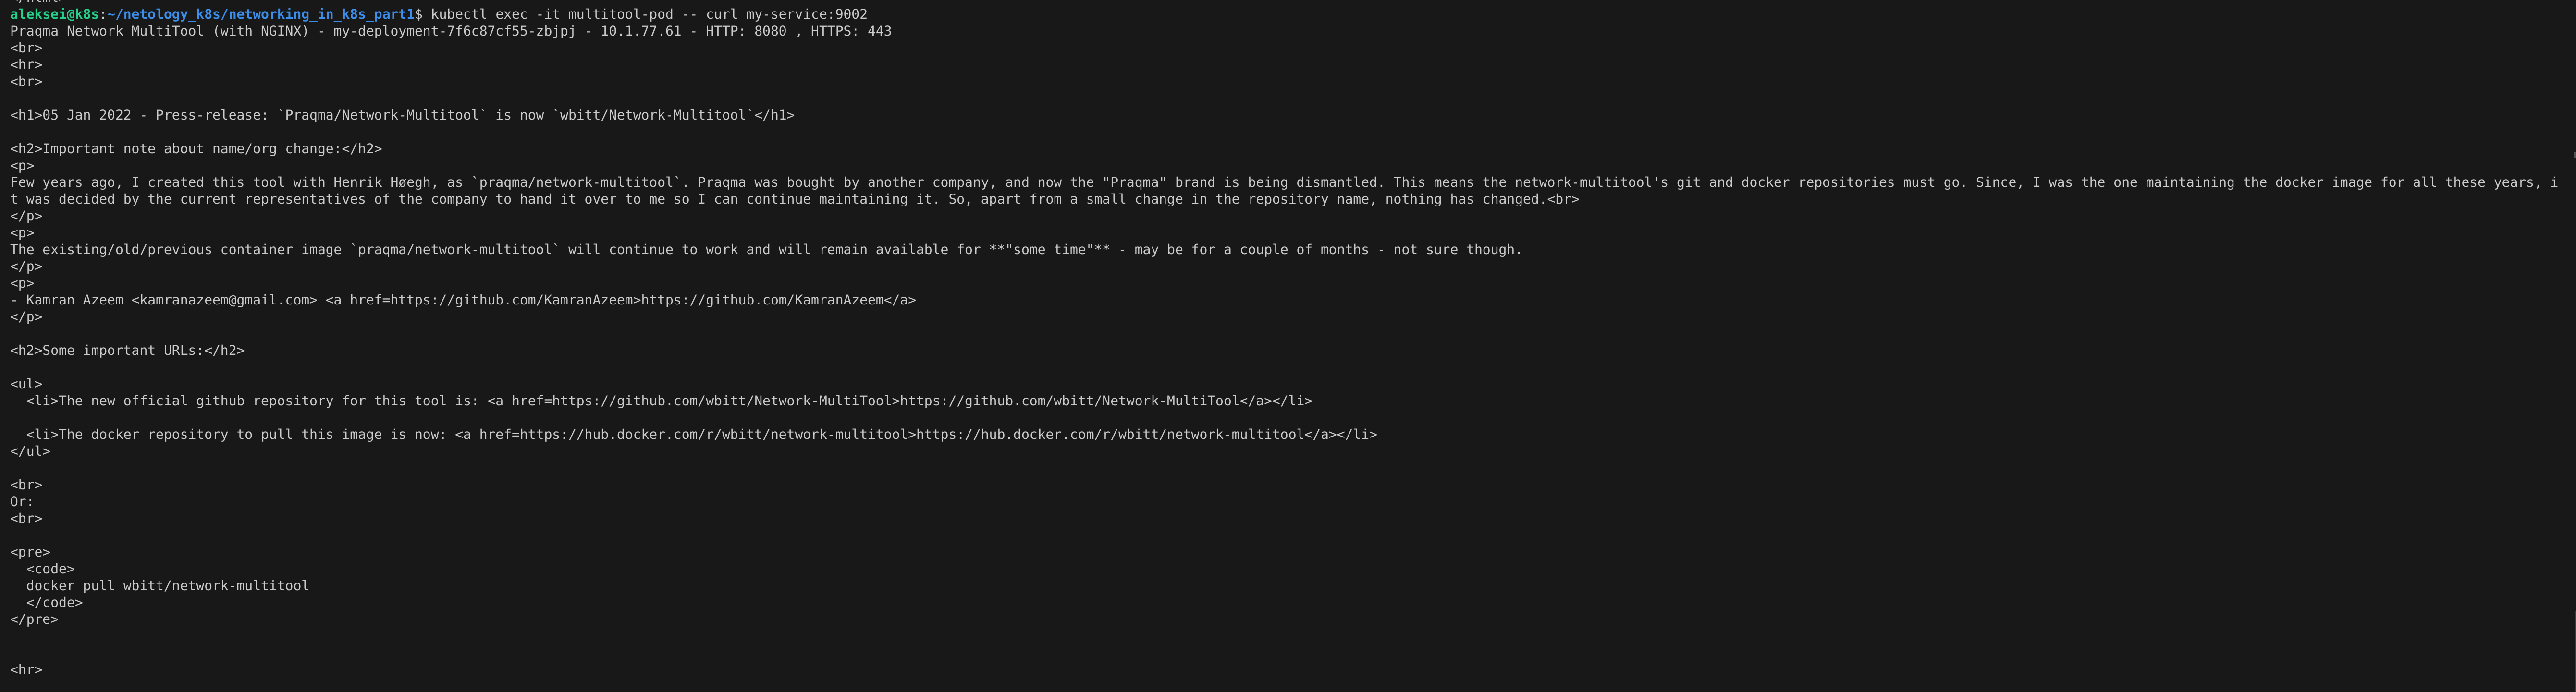 aleksei@k8s:~/netology_k8s/networking_in_k8s_part1$ kubectl exec -it multitool-pod -- curl my-service:9002
Praqma Network MultiTool (with NGINX) - my-deployment-7f6c87cf55-zbjpj - 10.1.77.61 - HTTP: 8080 , HTTPS: 443
<br>
<hr>
<br>

<h1>05 Jan 2022 - Press-release: `Praqma/Network-Multitool` is now `wbitt/Network-Multitool`</h1>

<h2>Important note about name/org change:</h2>
<p>
Few years ago, I created this tool with Henrik Høegh, as `praqma/network-multitool`. Praqma was bought by another company, and now the "Praqma" brand is being dismantled. This means the network-multitool's git and docker repositories must go. Since, I was the one maintaining the docker image for all these years, i
t was decided by the current representatives of the company to hand it over to me so I can continue maintaining it. So, apart from a small change in the repository name, nothing has changed.<br>
</p>
<p>
The existing/old/previous container image `praqma/network-multitool` will continue to work and will remain available for **"some time"** - may be for a couple of months - not sure though.
</p>
<p>
- Kamran Azeem <kamranazeem@gmail.com> <a href=https://github.com/KamranAzeem>https://github.com/KamranAzeem</a>
</p>

<h2>Some important URLs:</h2>

<ul>
  <li>The new official github repository for this tool is: <a href=https://github.com/wbitt/Network-MultiTool>https://github.com/wbitt/Network-MultiTool</a></li>

  <li>The docker repository to pull this image is now: <a href=https://hub.docker.com/r/wbitt/network-multitool>https://hub.docker.com/r/wbitt/network-multitool</a></li>
</ul>

<br>
Or:
<br>

<pre>
  <code>
  docker pull wbitt/network-multitool
  </code>
</pre>


<hr>